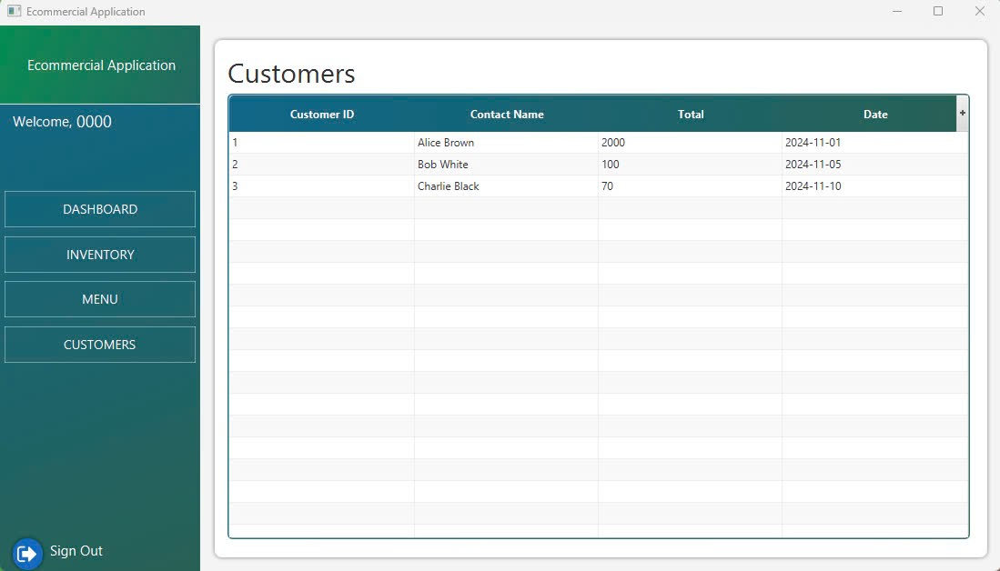 Ecommercial Application
Ecommercial Application
Welcome, 0000
DASHBOARD
INVENTORY
MENU
CUSTOMERS
Sign Out
Customers
Customer ID Contact Name Total Date +
1 Alice Brown 2000 2024-11-01
2 Bob White 100 2024-11-05
3 Charlie Black 70 2024-11-10